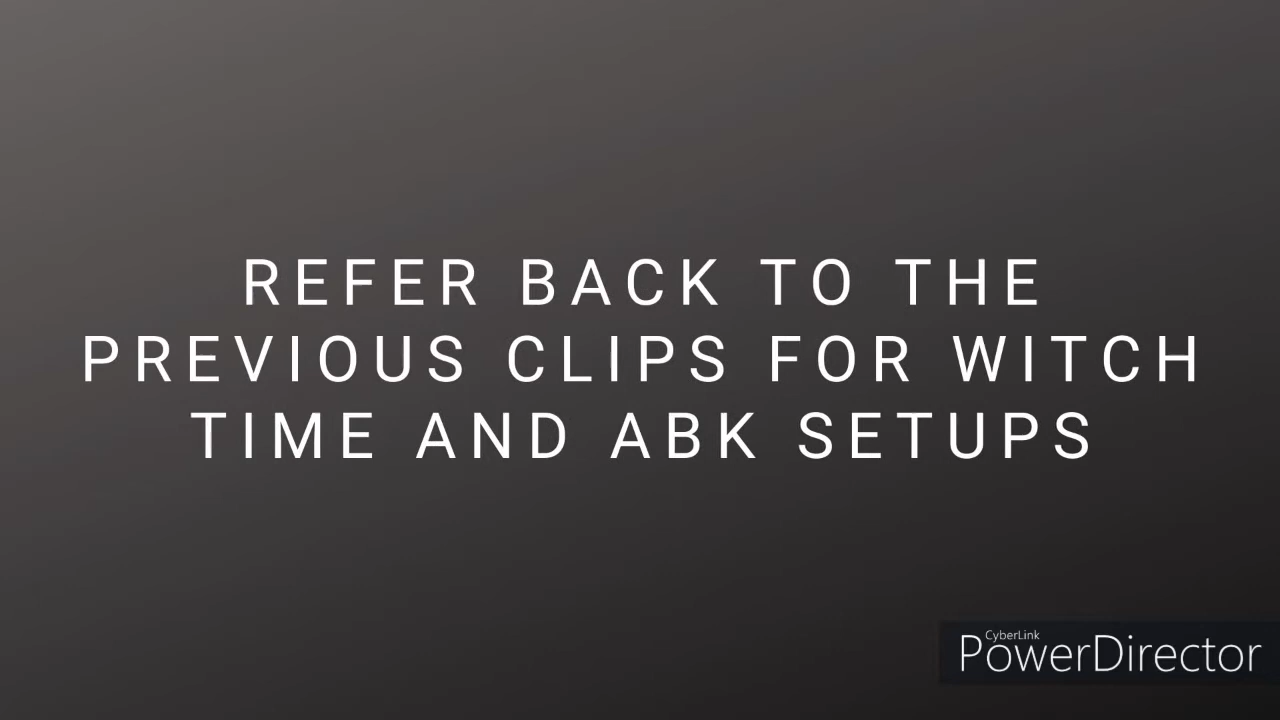 REFER BACK TO THE
PREVIOUS CLIPS FOR WITCH
TIME AND ABK SETUPS
CyberLink
PowerDirector